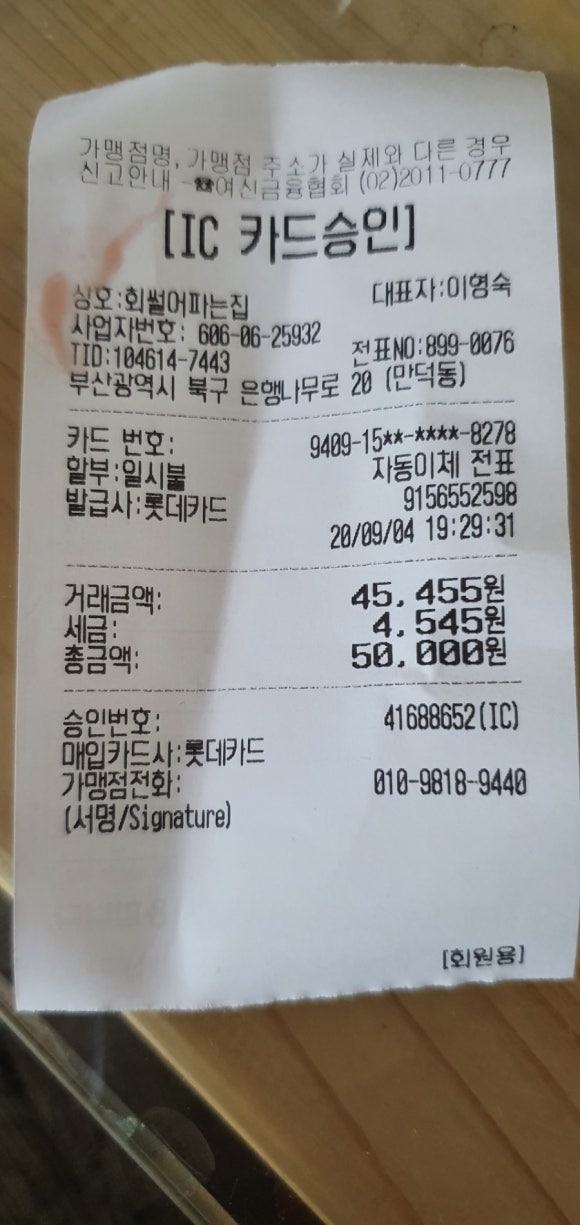 가맹점명, 가맹점 주소가 실제와 다른 경우
신고안내 -☎여신금융협회 (02)2011-0777
[IC 카드승인]
상호:회썰어파는집 대표자:이형숙
사업자번호: 606-06-25932
TID:104614-7443 전표NO:899-0076
부산광역시 북구 은행나무로 20 (만덕동)
카드 번호: 9409-15**-****-8278
할부:일시불 자동이체 전표
발급사:롯데카드 9156552598
20/09/04 19:29:31
거래금액: 45,455원
세금: 4,545원
총금액: 50,000원
승인번호: 41688652(IC)
매입카드사:롯데카드
가맹점전화: 010-9818-9440
(서명/Signature)
[회원용]